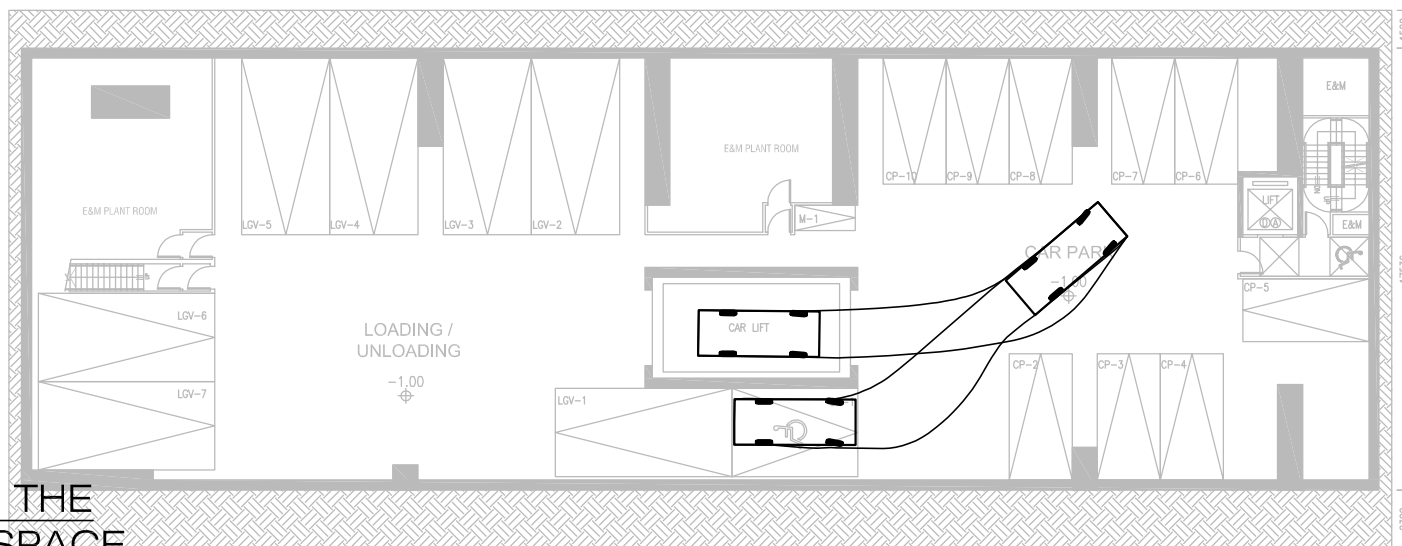 E&M
E&M PLANT ROOM
CP-10
CP-9
CP-8
CP-7
CP-6
LIFT
E&M PLANT ROOM
LGV-5
LGV-4
LGV-3
LGV-2
M-1
E&M
CAR PARK
-1.00
CP-5
LGV-6
LOADING /
UNLOADING
-1.00
CAR LIFT
LGV-7
LGV-1
CP-2
CP-3
CP-4
THE
SPACE